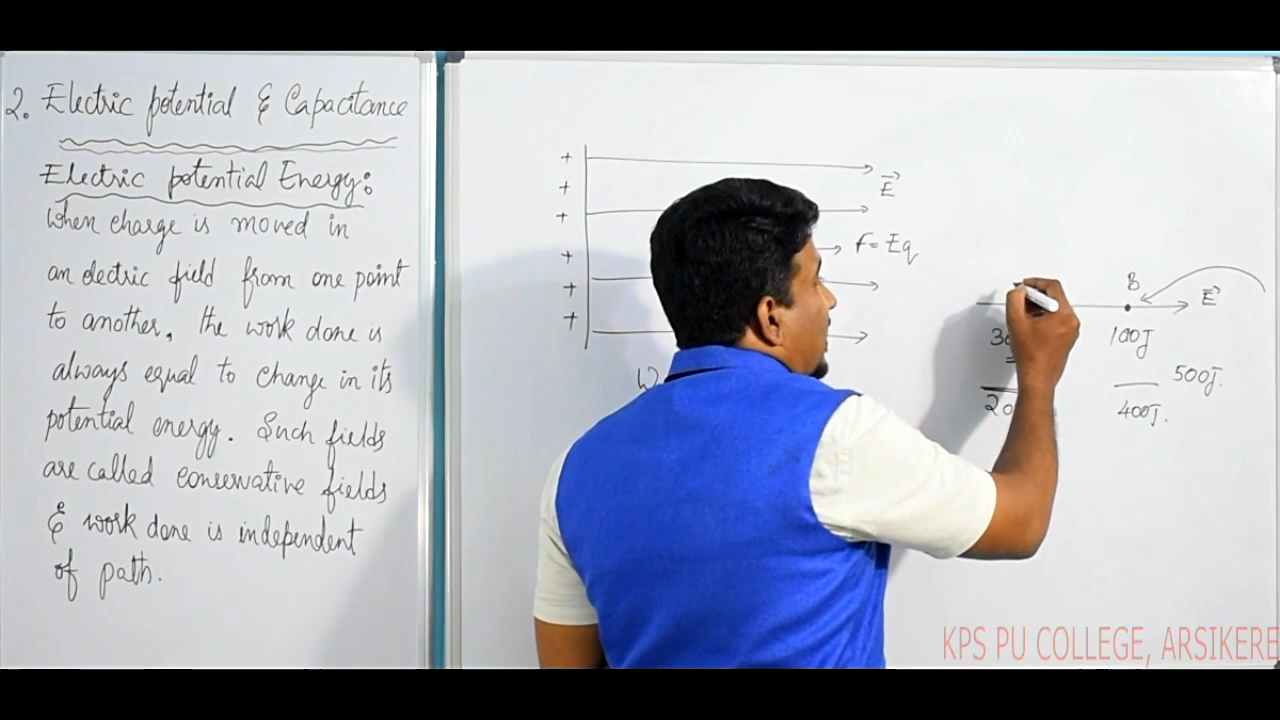 2. Electric potential & Capacitance
Electric potential Energy:
When charge is moved in
an electric field from one point
to another, the work done is
always equal to change in its
potential energy. Such fields
are called conservative fields
& work done is independent
of path.
+
+
+
+
+
+
E
F = Eq
W
B
E
30
100J
500J.
20
400J.
KPS PU COLLEGE, ARSIKERE